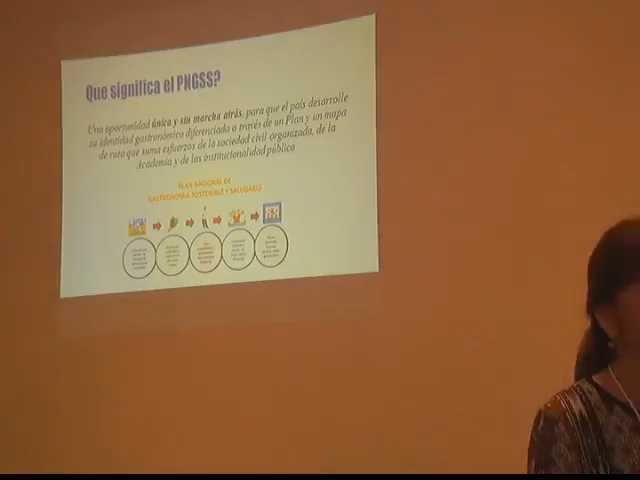 Que significa el PNGSS?
Una oportunidad única y sin marcha atrás, para que el país desarrolle
su identidad gastronómica diferenciada a través de un Plan y un mapa
de ruta que suma esfuerzos de la sociedad civil organizada, de la
Academia y de las institucionalidad pública
PLAN NACIONAL DE
GASTRONOMIA SOSTENIBLE Y SALUDABLE